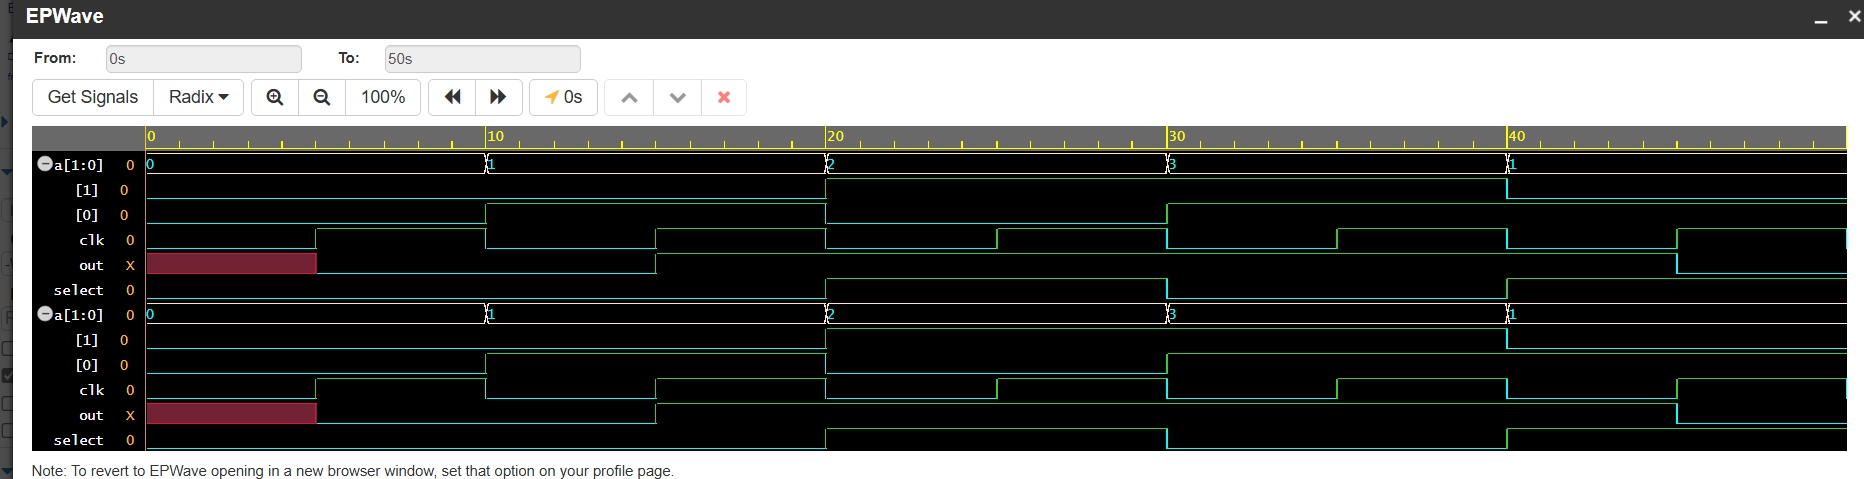 EPWave
From: 0s To: 50s
Get Signals Radix 100% 0s
0 10 20 30 40
a[1:0] 0 0 1 2 3 1
[1] 0
[0] 0
clk 0
out X
select 0
a[1:0] 0 0 1 2 3 1
[1] 0
[0] 0
clk 0
out X
select 0
Note: To revert to EPWave opening in a new browser window, set that option on your profile page.